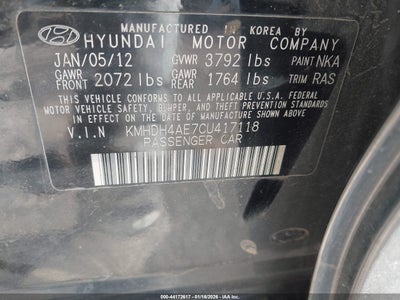 MANUFACTURED IN KOREA BY
HYUNDAI MOTOR COMPANY
JAN/05/12 GVWR 3792 lbs PAINT NKA
GAWR FRONT 2072 lbs GAWR REAR 1764 lbs TRIM RAS
THIS VEHICLE CONFORMS TO ALL APPLICABLE FEDERAL
MOTOR VEHICLE SAFETY, BUMPER, AND THEFT PREVENTION
STANDARDS IN EFFECT ON THE DATE OF MANUFACTURE SHOWN ABOVE.
V.I.N KMHDH4AE7CU417118
PASSENGER CAR
000-44172617 - 01/16/2026 - IAAI